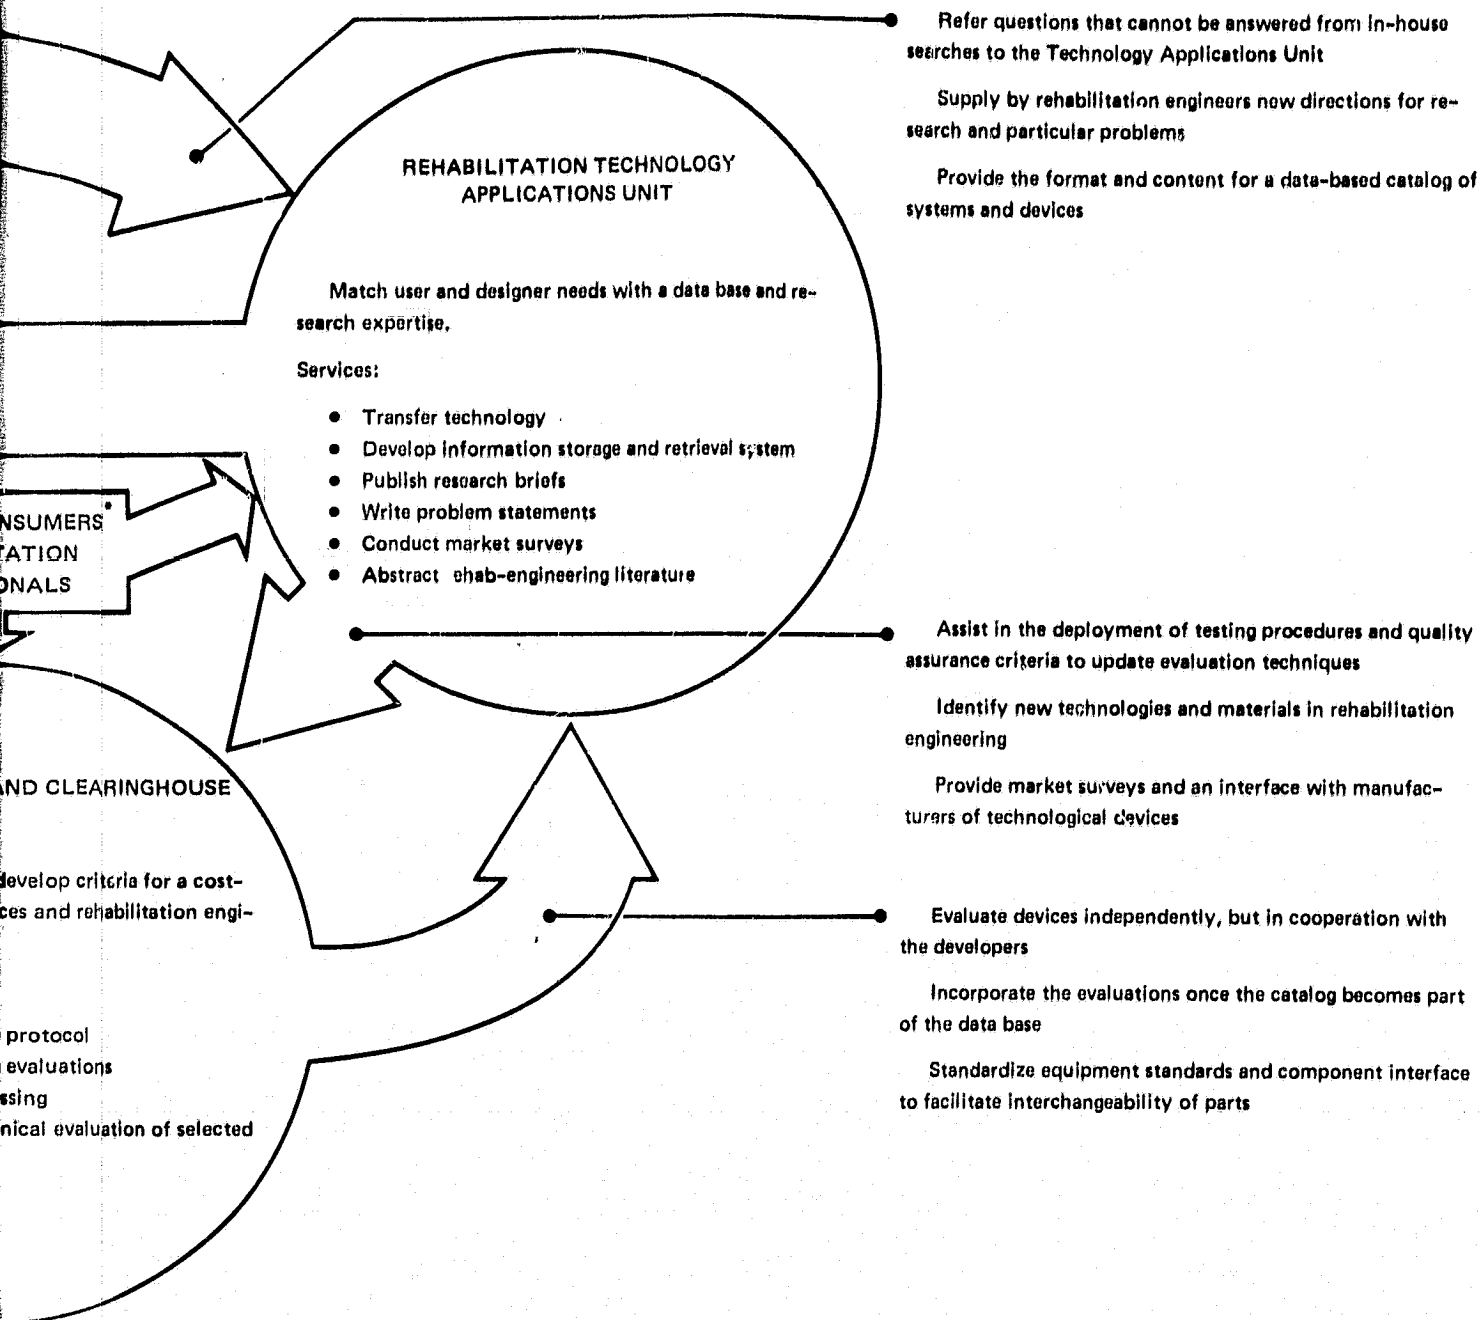 Refer questions that cannot be answered from in-house
searches to the Technology Applications Unit
Supply by rehabilitation engineers new directions for re-
search and particular problems
Provide the format and content for a data-based catalog of
systems and devices
REHABILITATION TECHNOLOGY
APPLICATIONS UNIT
Match user and designer needs with a data base and re-
search expertise.
Services:
● Transfer technology
● Develop information storage and retrieval system
● Publish research briefs
● Write problem statements
● Conduct market surveys
● Abstract ehab-engineering literature
NSUMERS*
TATION
ONALS
Assist in the deployment of testing procedures and quality
assurance criteria to update evaluation techniques
Identify new technologies and materials in rehabilitation
engineering
Provide market surveys and an interface with manufac-
turers of technological devices
AND CLEARINGHOUSE
develop criteria for a cost-
ces and rehabilitation engi-
protocol
evaluations
ssing
nical evaluation of selected
Evaluate devices independently, but in cooperation with
the developers
Incorporate the evaluations once the catalog becomes part
of the data base
Standardize equipment standards and component interface
to facilitate interchangeability of parts